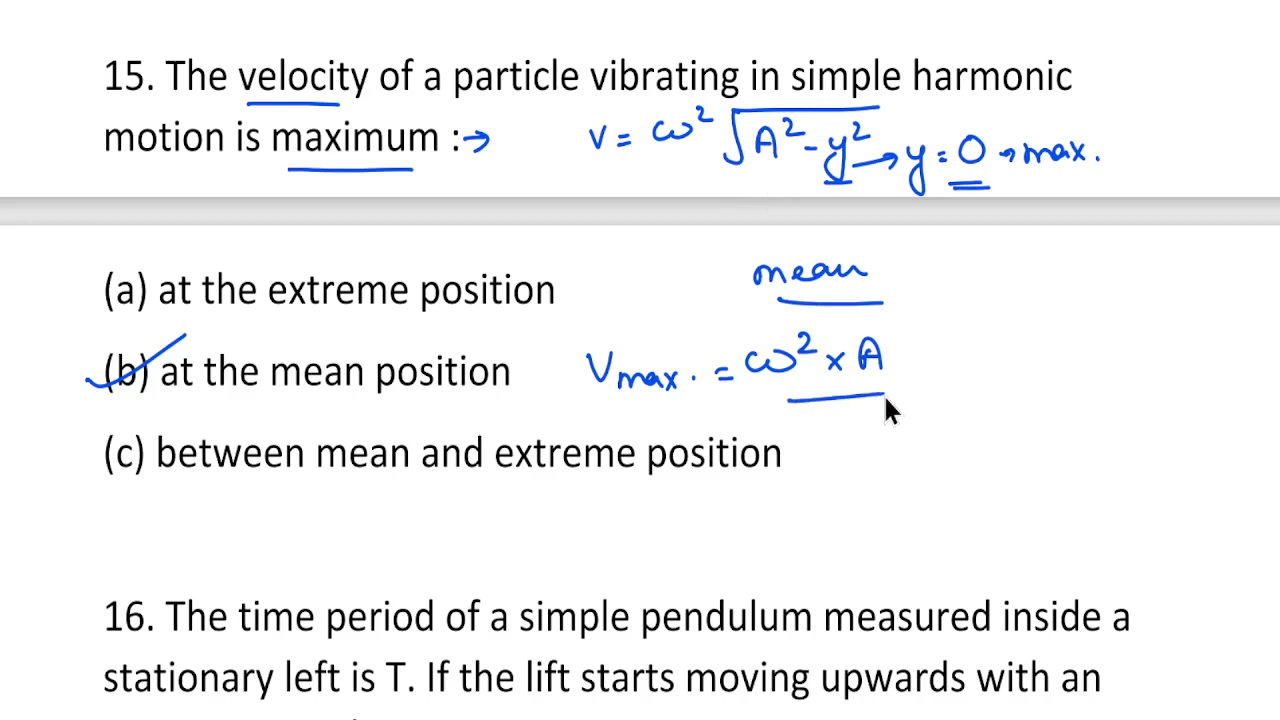 15. The velocity of a particle vibrating in simple harmonic
motion is maximum :→ v = ω² √A² - y² → y = 0 → max.
(a) at the extreme position mean
(b) at the mean position Vmax. = ω² × A
(c) between mean and extreme position
16. The time period of a simple pendulum measured inside a
stationary left is T. If the lift starts moving upwards with an